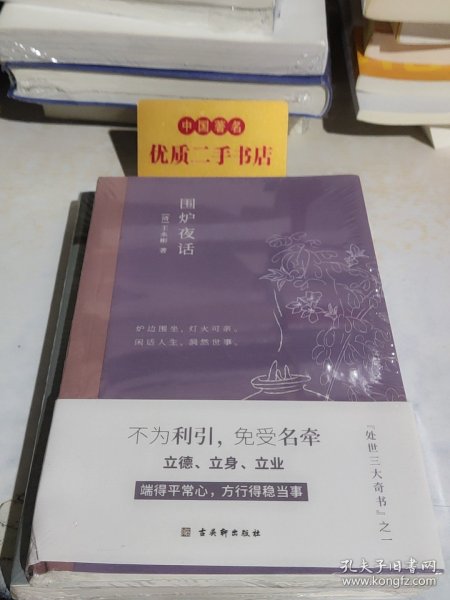 中国著名
优质二手书店
围炉夜话
[清]王永彬 著
炉边围坐、灯火可亲。
闲话人生、洞然世事。
不为利引，免受名牵
立德、立身、立业
端得平常心，方行得稳当事
『处世三大奇书』之一
古吴轩出版社
孔夫子旧书网
www.kongfz.com